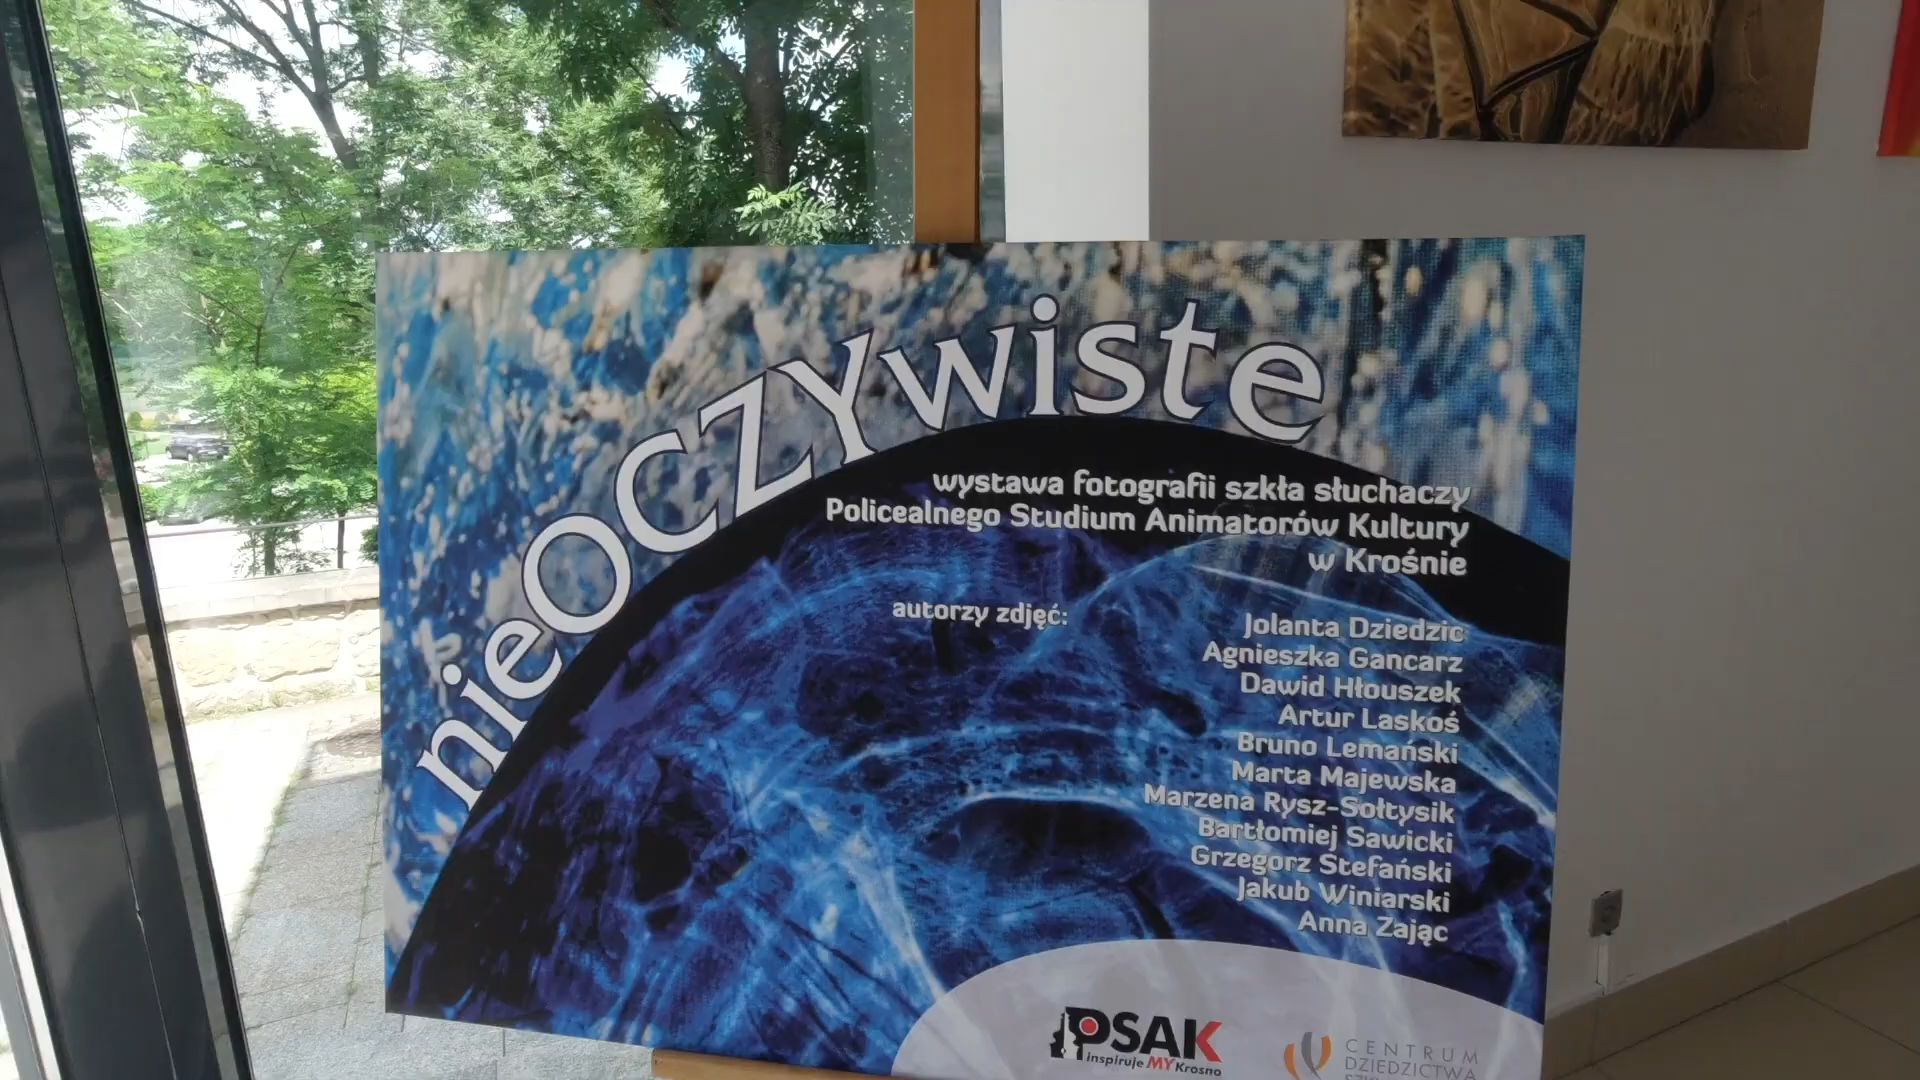 nieOCZYwiste
wystawa fotografii szkła słuchaczy
Policealnego Studium Animatorów Kultury
w Krośnie
autorzy zdjęć:
Jolanta Dziedzic
Agnieszka Gancarz
Dawid Hłouszek
Artur Laskoś
Bruno Lemański
Marta Majewska
Marzena Rysz-Sołtysik
Bartłomiej Sawicki
Grzegorz Stefański
Jakub Winiarski
Anna Zając
PSAK
inspiruje MY Krosno
CENTRUM
DZIEDZICTWA